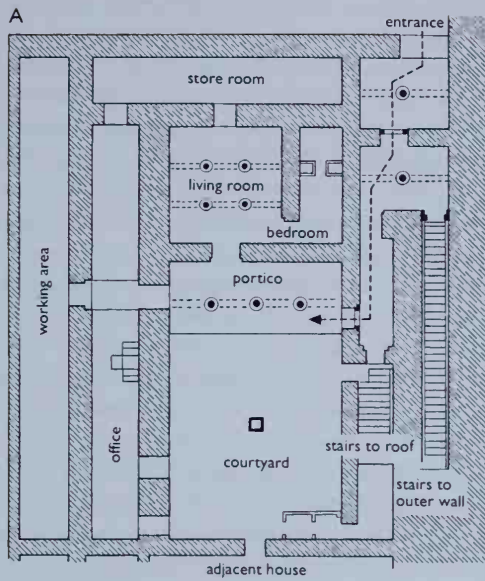 A
entrance
store room
living room
bedroom
working area
portico
office
courtyard
stairs to roof
stairs to
outer wall
adjacent house